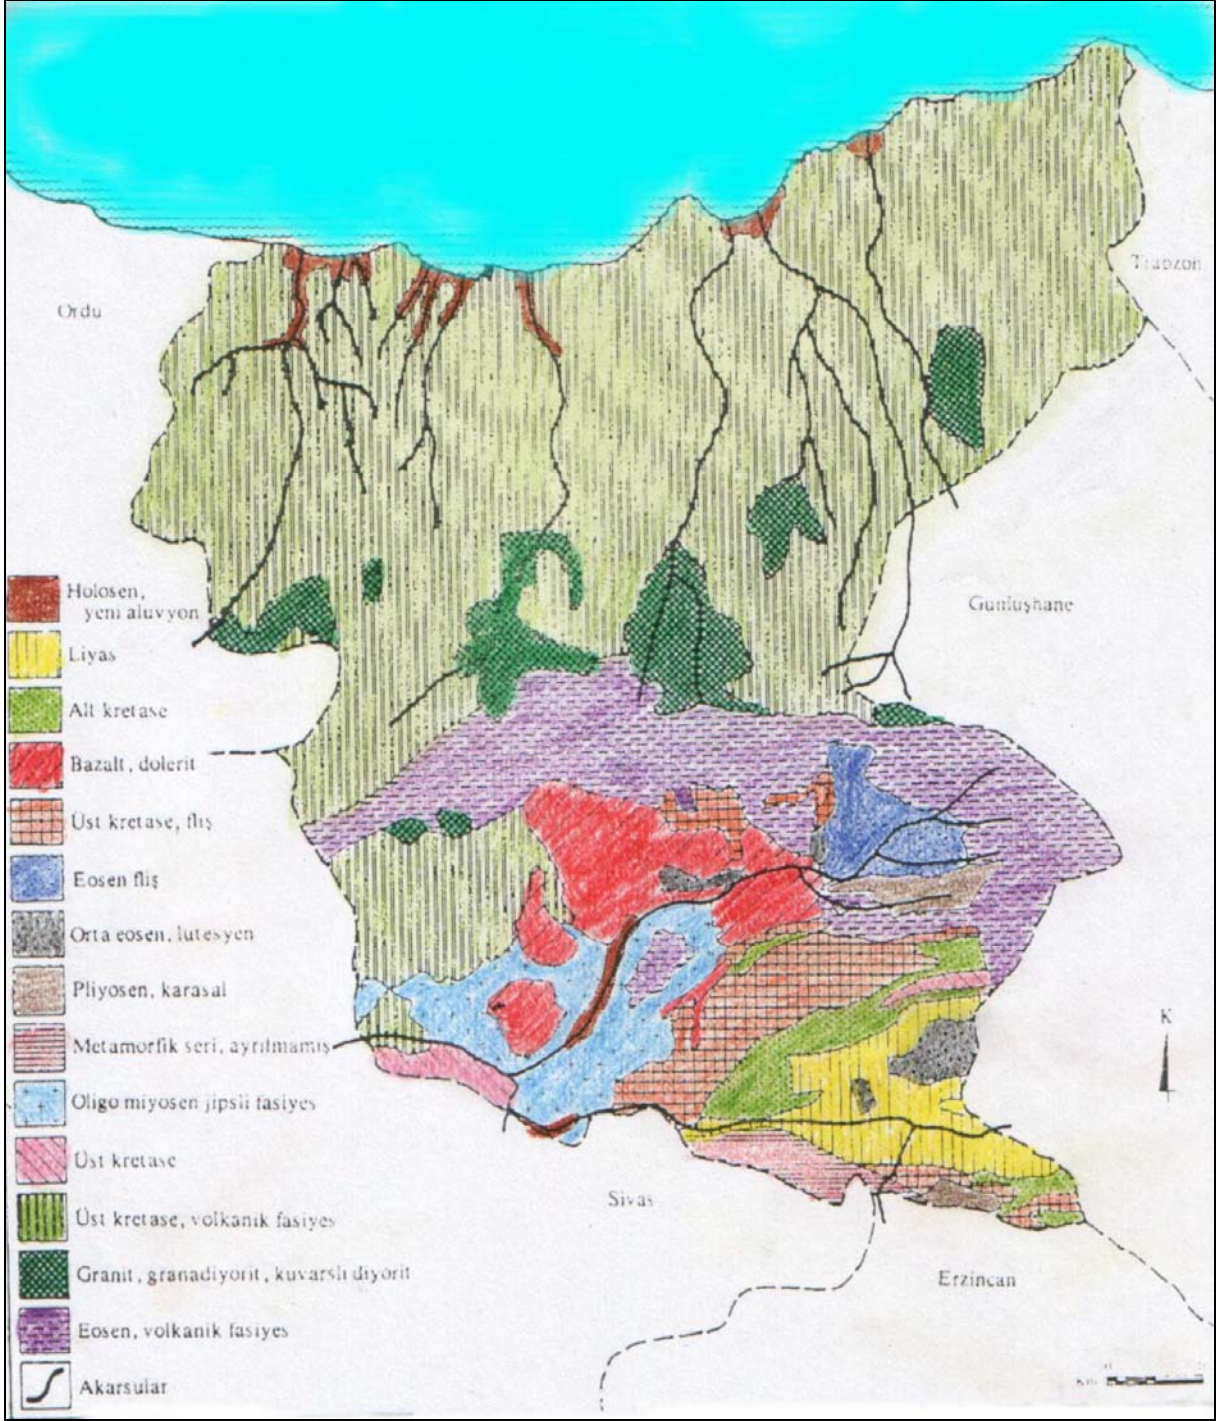 Trabzon
Ordu
Gunluşhane
Holosen,
yeni aluvyon
Liyas
Alt kretase
Bazalt, dolerit
Üst kretase, fliş
Eosen fliş
Orta eosen, lutesyen
Pliyosen, karasal
K
Metamorfik seri, ayrılmamış
Oligo miyosen jipsli fasiyes
Üst kretase
Sivas
Üst kretase, volkanik fasiyes
Granit, granadiyorit, kuvarslı diyorit
Erzincan
Eosen, volkanik fasiyes
Km
Akarsular